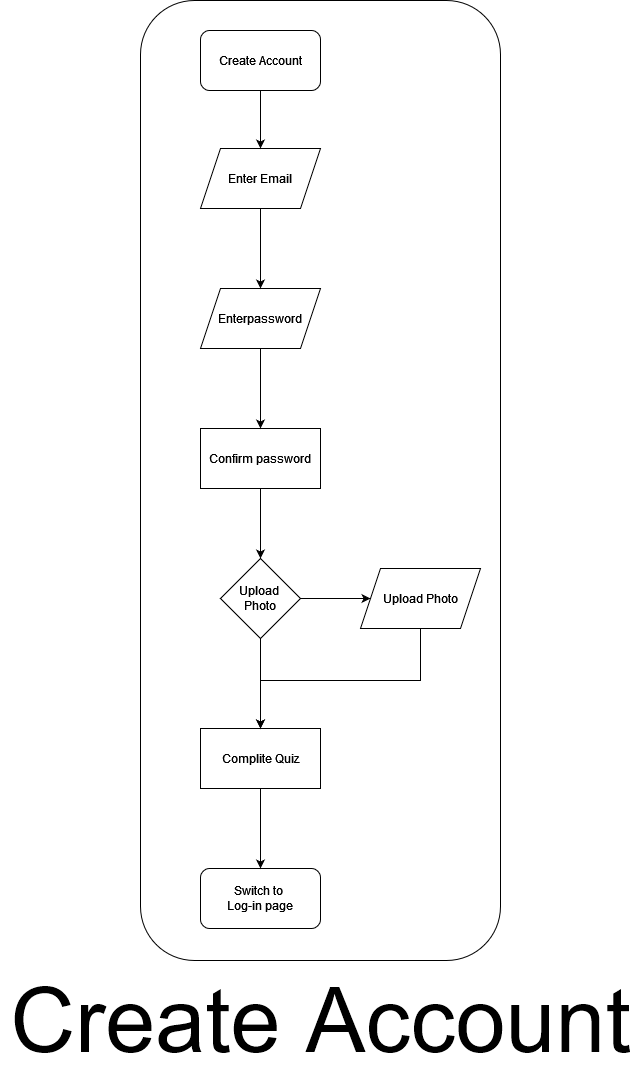 Create Account
Enter Email
Enterpassword
Confirm password
Upload
Photo
Upload Photo
Complite Quiz
Switch to
Log-in page
Create Account